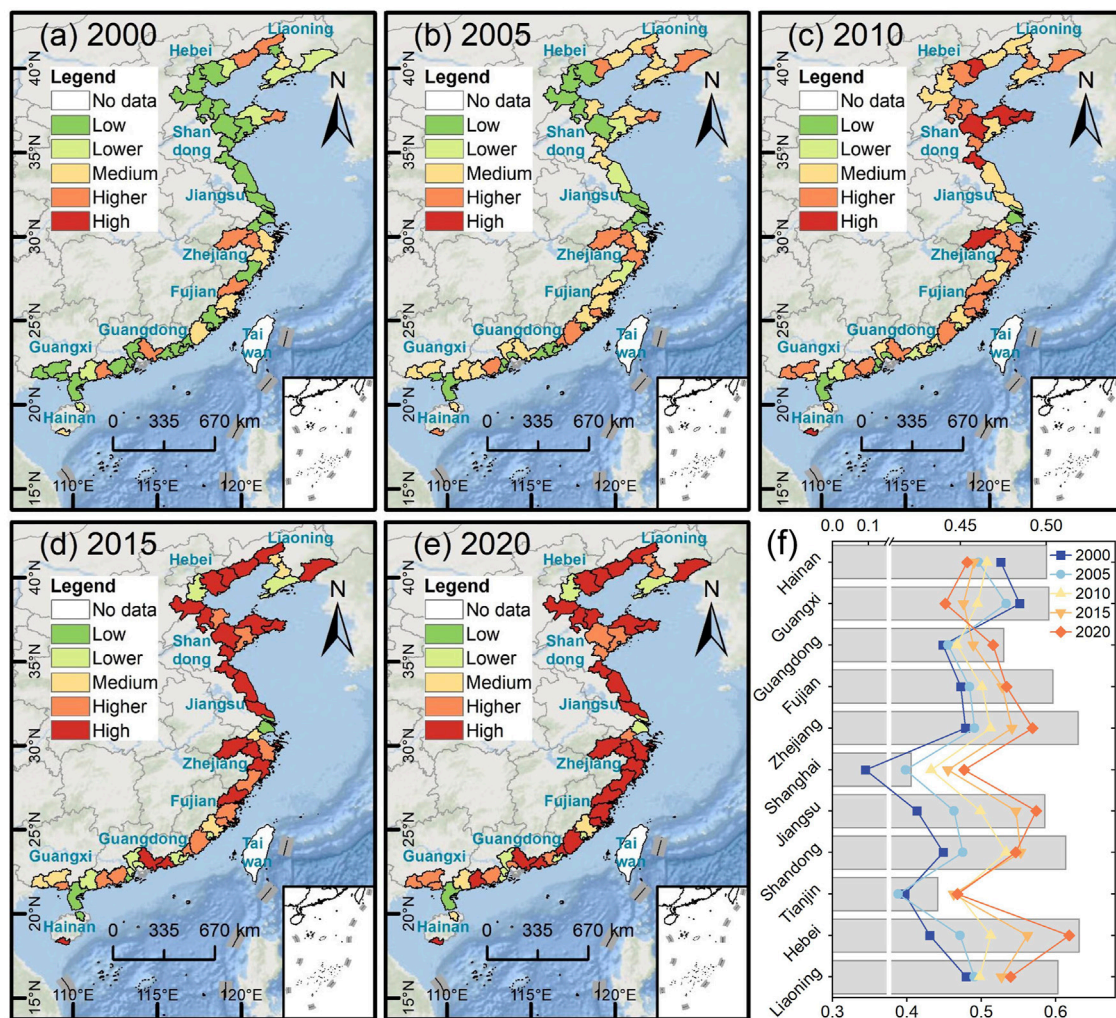 (a) 2000
Liaoning
Hebei
40°N
Legend
No data
Low
Lower
Medium
Higher
High
N
Shan
dong
35°N
Jiangsu
30°N
Zhejiang
Fujian
25°N
Guangdong
Tai
wan
Guangxi
20°N
Hainan
0 335 670 km
15°N
110°E 115°E 120°E
(b) 2005
Liaoning
Hebei
40°N
Legend
No data
Low
Lower
Medium
Higher
High
N
Shan
dong
35°N
Jiangsu
30°N
Zhejiang
Fujian
25°N
Guangdong
Tai
wan
Guangxi
20°N
Hainan
0 335 670 km
15°N
110°E 115°E 120°E
(c) 2010
Liaoning
Hebei
40°N
Legend
No data
Low
Lower
Medium
Higher
High
N
Shan
dong
35°N
Jiangsu
30°N
Zhejiang
Fujian
25°N
Guangdong
Tai
wan
Guangxi
20°N
Hainan
0 335 670 km
15°N
110°E 115°E 120°E
(d) 2015
Liaoning
Hebei
40°N
Legend
No data
Low
Lower
Medium
Higher
High
N
Shan
dong
35°N
Jiangsu
30°N
Zhejiang
Fujian
25°N
Guangdong
Tai
wan
Guangxi
20°N
Hainan
0 335 670 km
15°N
110°E 115°E 120°E
(e) 2020
Liaoning
Hebei
40°N
Legend
No data
Low
Lower
Medium
Higher
High
N
Shan
dong
35°N
Jiangsu
30°N
Zhejiang
Fujian
25°N
Guangdong
Tai
wan
Guangxi
20°N
Hainan
0 335 670 km
15°N
110°E 115°E 120°E
0.0 0.1 0.45 0.50
(f)
2000
2005
2010
2015
2020
Hainan
Guangxi
Guangdong
Fujian
Zhejiang
Shanghai
Jiangsu
Shandong
Tianjin
Hebei
Liaoning
0.3 0.4 0.5 0.6